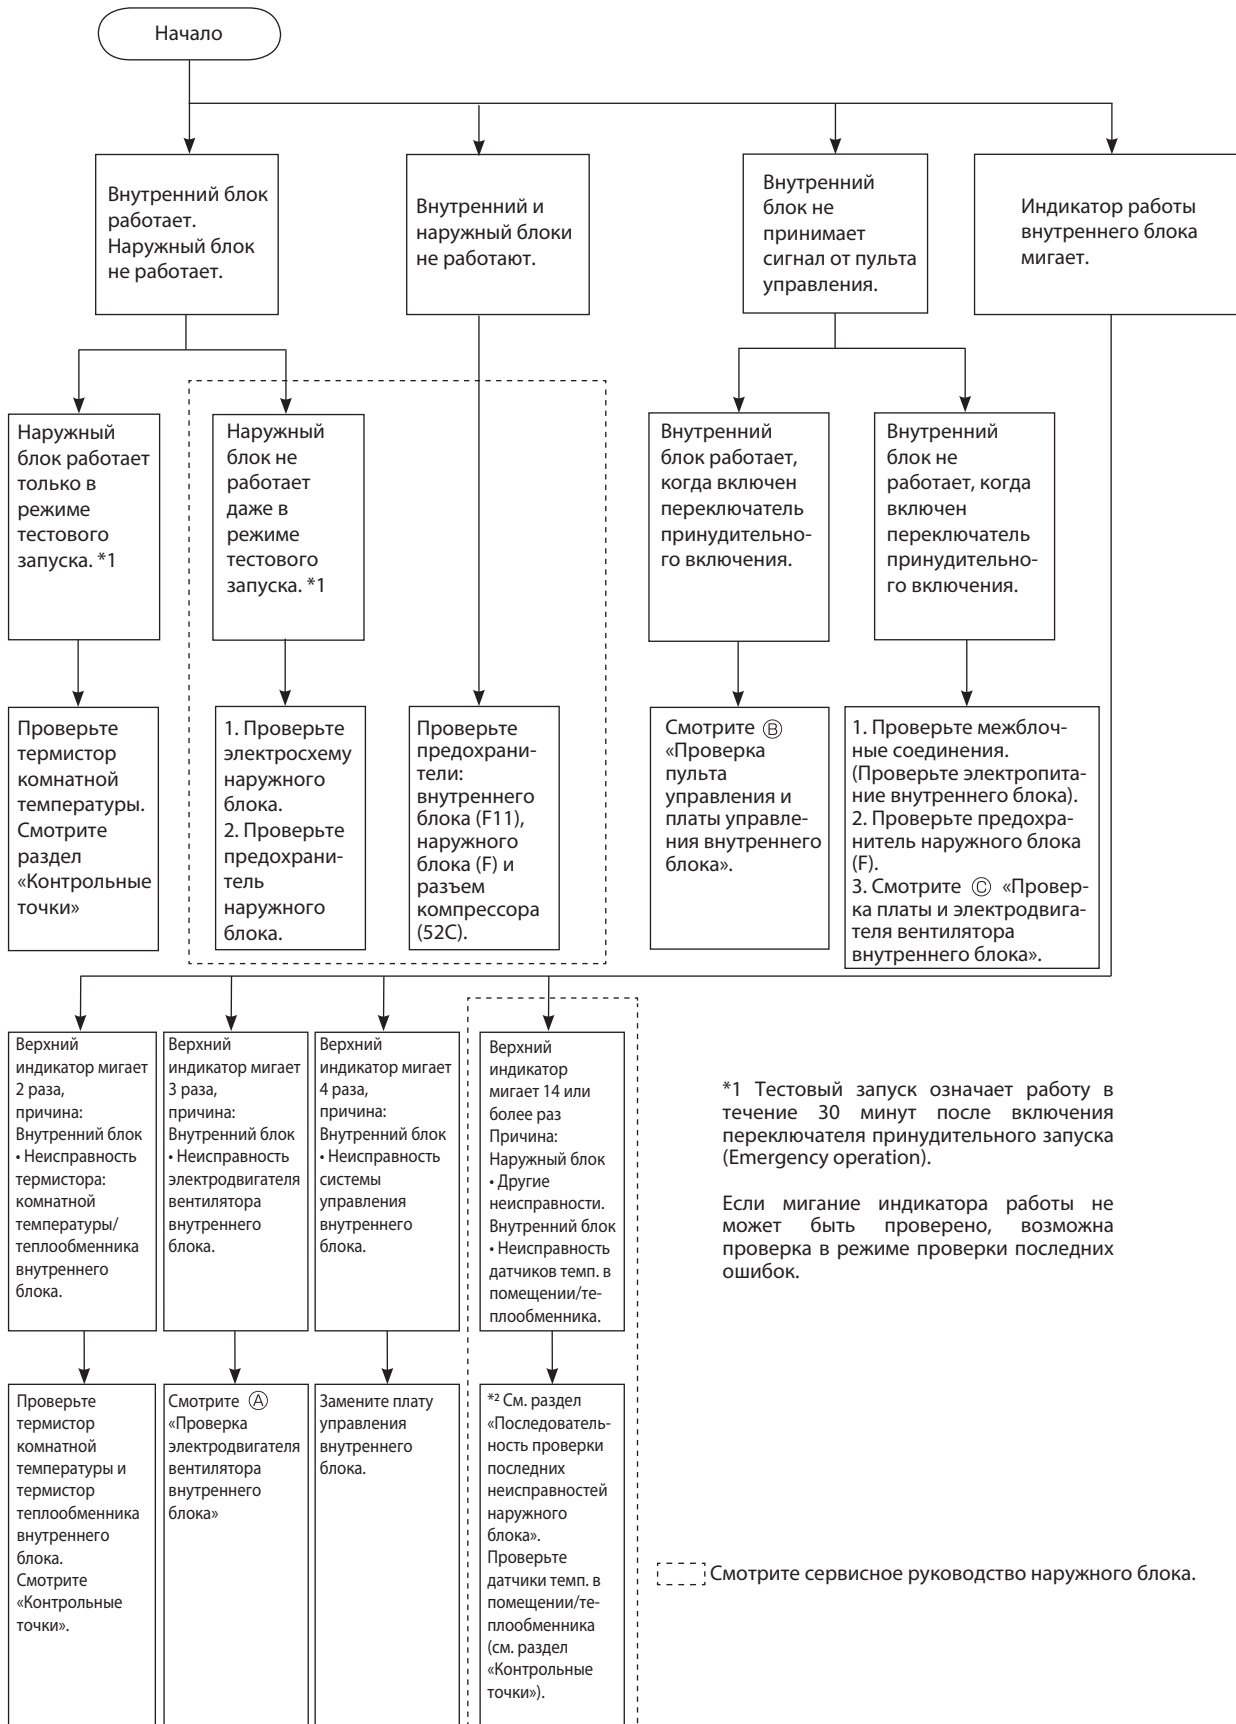 Начало
Внутренний блок
работает.
Наружный блок
не работает.
Внутренний и
наружный блоки
не работают.
Внутренний
блок не
принимает
сигнал от пульта
управления.
Индикатор работы
внутреннего блока
мигает.
Наружный
блок работает
только в
режиме
тестового
запуска. *1
Наружный
блок не
работает
даже в
режиме
тестового
запуска. *1
Внутренний
блок работает,
когда включен
переключатель
принудительно-
го включения.
Внутренний
блок не
работает, когда
включен
переключатель
принудительно-
го включения.
Проверьте
термистор
комнатной
температуры.
Смотрите
раздел
«Контрольные
точки»
1. Проверьте
электросхему
наружного
блока.
2. Проверьте
предохрани-
тель
наружного
блока.
Проверьте
предохрани-
тели:
внутреннего
блока (F11),
наружного
блока (F) и
разъем
компрессора
(52C).
Смотрите Ⓑ
«Проверка
пульта
управления и
платы управле-
ния внутреннего
блока».
1. Проверьте межблоч-
ные соединения.
(Проверьте электропита-
ние внутреннего блока).
2. Проверьте предохра-
нитель наружного блока
(F).
3. Смотрите Ⓒ «Провер-
ка платы и электродвига-
теля вентилятора
внутреннего блока».
Верхний
индикатор мигает
2 раза,
причина:
Внутренний блок
• Неисправность
термистора:
комнатной
температуры/
теплообменника
внутреннего
блока.
Верхний
индикатор мигает
3 раза,
причина:
Внутренний блок
• Неисправность
электродвигателя
вентилятора
внутреннего
блока.
Верхний
индикатор мигает
4 раза,
причина:
Внутренний блок
• Неисправность
системы
управления
внутреннего
блока.
Верхний
индикатор
мигает 14 или
более раз
Причина:
Наружный блок
• Другие
неисправности.
Внутренний блок
• Неисправность
датчиков темп. в
помещении/те-
плообменника.
*1 Тестовый запуск означает работу в
течение 30 минут после включения
переключателя принудительного запуска
(Emergency operation).
Если мигание индикатора работы не
может быть проверено, возможна
проверка в режиме проверки последних
ошибок.
Проверьте
термистор
комнатной
температуры и
термистор
теплообменника
внутреннего
блока.
Смотрите
«Контрольные
точки».
Смотрите Ⓐ
«Проверка
электродвигателя
вентилятора
внутреннего
блока»
Замените плату
управления
внутреннего
блока.
*² См. раздел
«Последователь-
ность проверки
последних
неисправностей
наружного
блока».
Проверьте
датчики темп. в
помещении/те-
плообменника
(см. раздел
«Контрольные
точки»).
Смотрите сервисное руководство наружного блока.